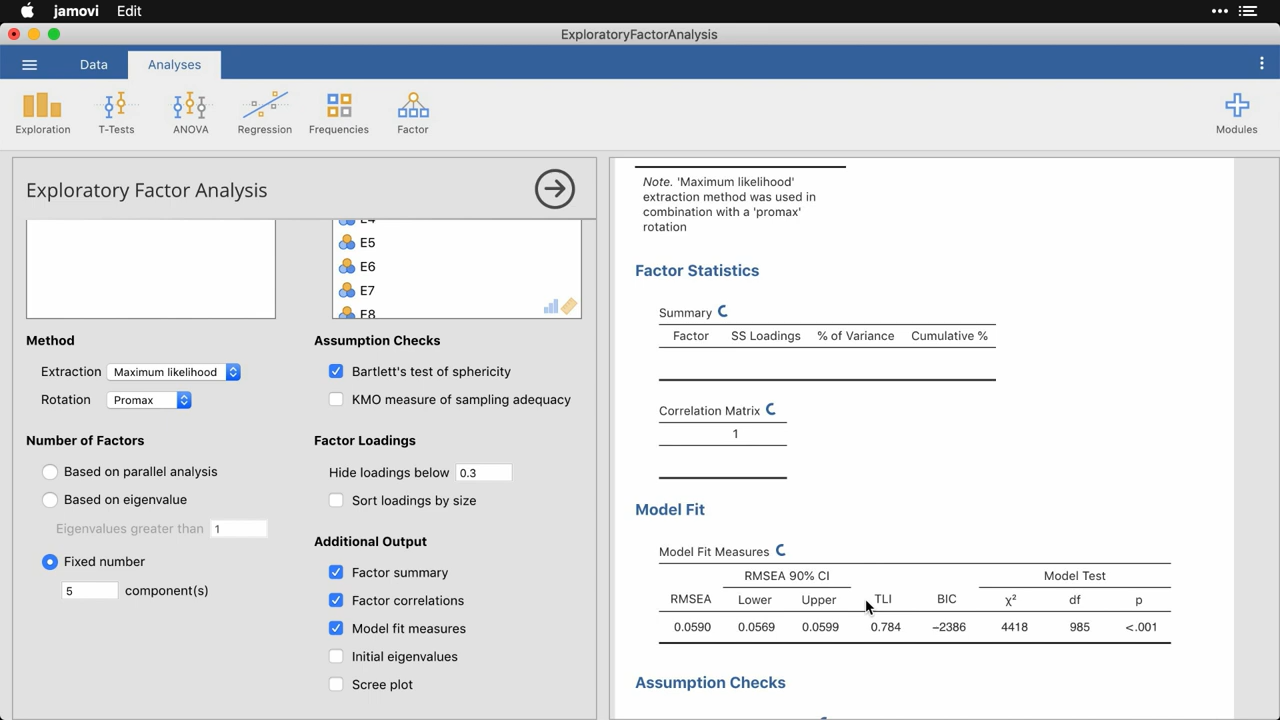 jamovi Edit
ExploratoryFactorAnalysis
Data Analyses
Exploration T-Tests ANOVA Regression Frequencies Factor Modules
Exploratory Factor Analysis
E4
E5
E6
E7
E8
Method
Extraction Maximum likelihood
Rotation Promax
Number of Factors
Based on parallel analysis
Based on eigenvalue
Eigenvalues greater than 1
Fixed number
5 component(s)
Assumption Checks
Bartlett's test of sphericity
KMO measure of sampling adequacy
Factor Loadings
Hide loadings below 0.3
Sort loadings by size
Additional Output
Factor summary
Factor correlations
Model fit measures
Initial eigenvalues
Scree plot
Note. 'Maximum likelihood'
extraction method was used in
combination with a 'promax'
rotation
Factor Statistics
Summary
Factor SS Loadings % of Variance Cumulative %
Correlation Matrix
1
Model Fit
Model Fit Measures
RMSEA 90% CI Model Test
RMSEA Lower Upper TLI BIC χ² df p
0.0590 0.0569 0.0599 0.784 −2386 4418 985 <.001
Assumption Checks